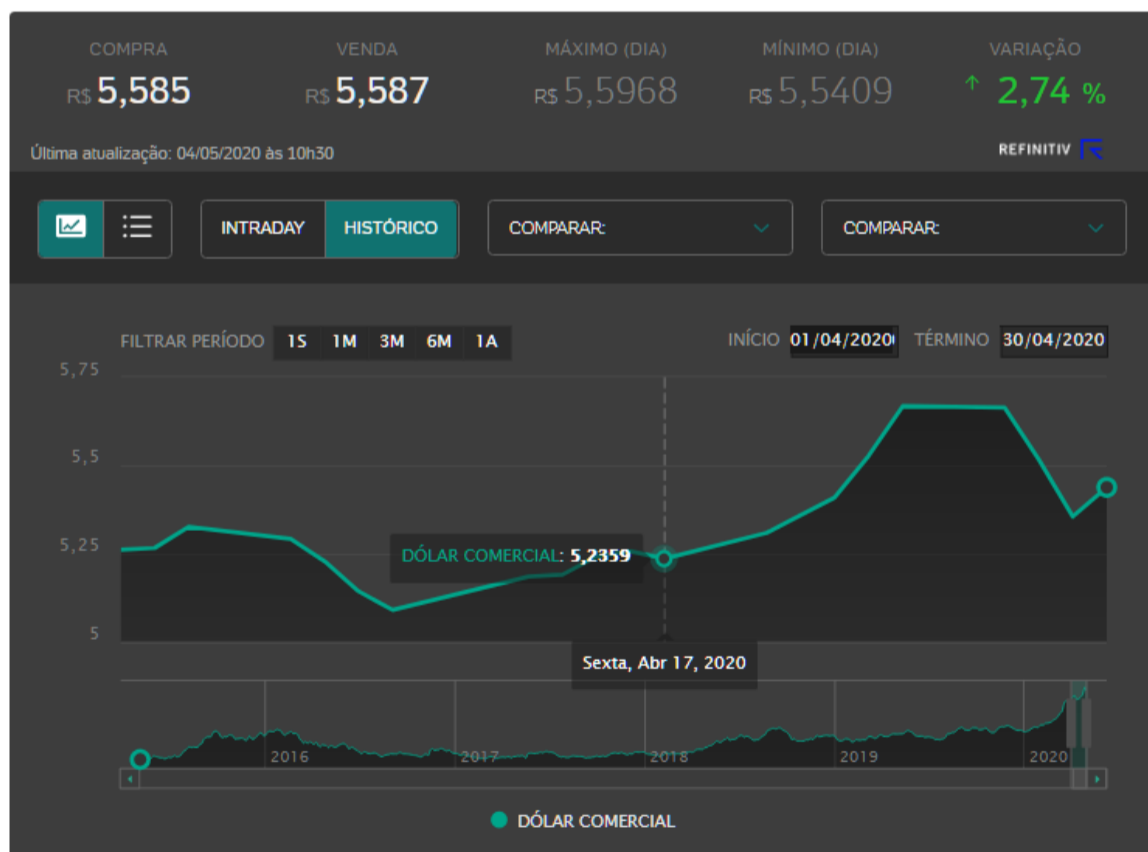 COMPRA VENDA MÁXIMO (DIA) MÍNIMO (DIA) VARIAÇÃO
R$ 5,585 R$ 5,587 R$ 5,5968 R$ 5,5409 ↑ 2,74 %
Última atualização: 04/05/2020 às 10h30 REFINITIV
INTRADAY HISTÓRICO COMPARAR: COMPARAR:
FILTRAR PERÍODO 1S 1M 3M 6M 1A INÍCIO 01/04/2020 TÉRMINO 30/04/2020
5,75
5,5
5,25
DÓLAR COMERCIAL: 5,2359
5
Sexta, Abr 17, 2020
2016 2017 2018 2019 2020
DÓLAR COMERCIAL